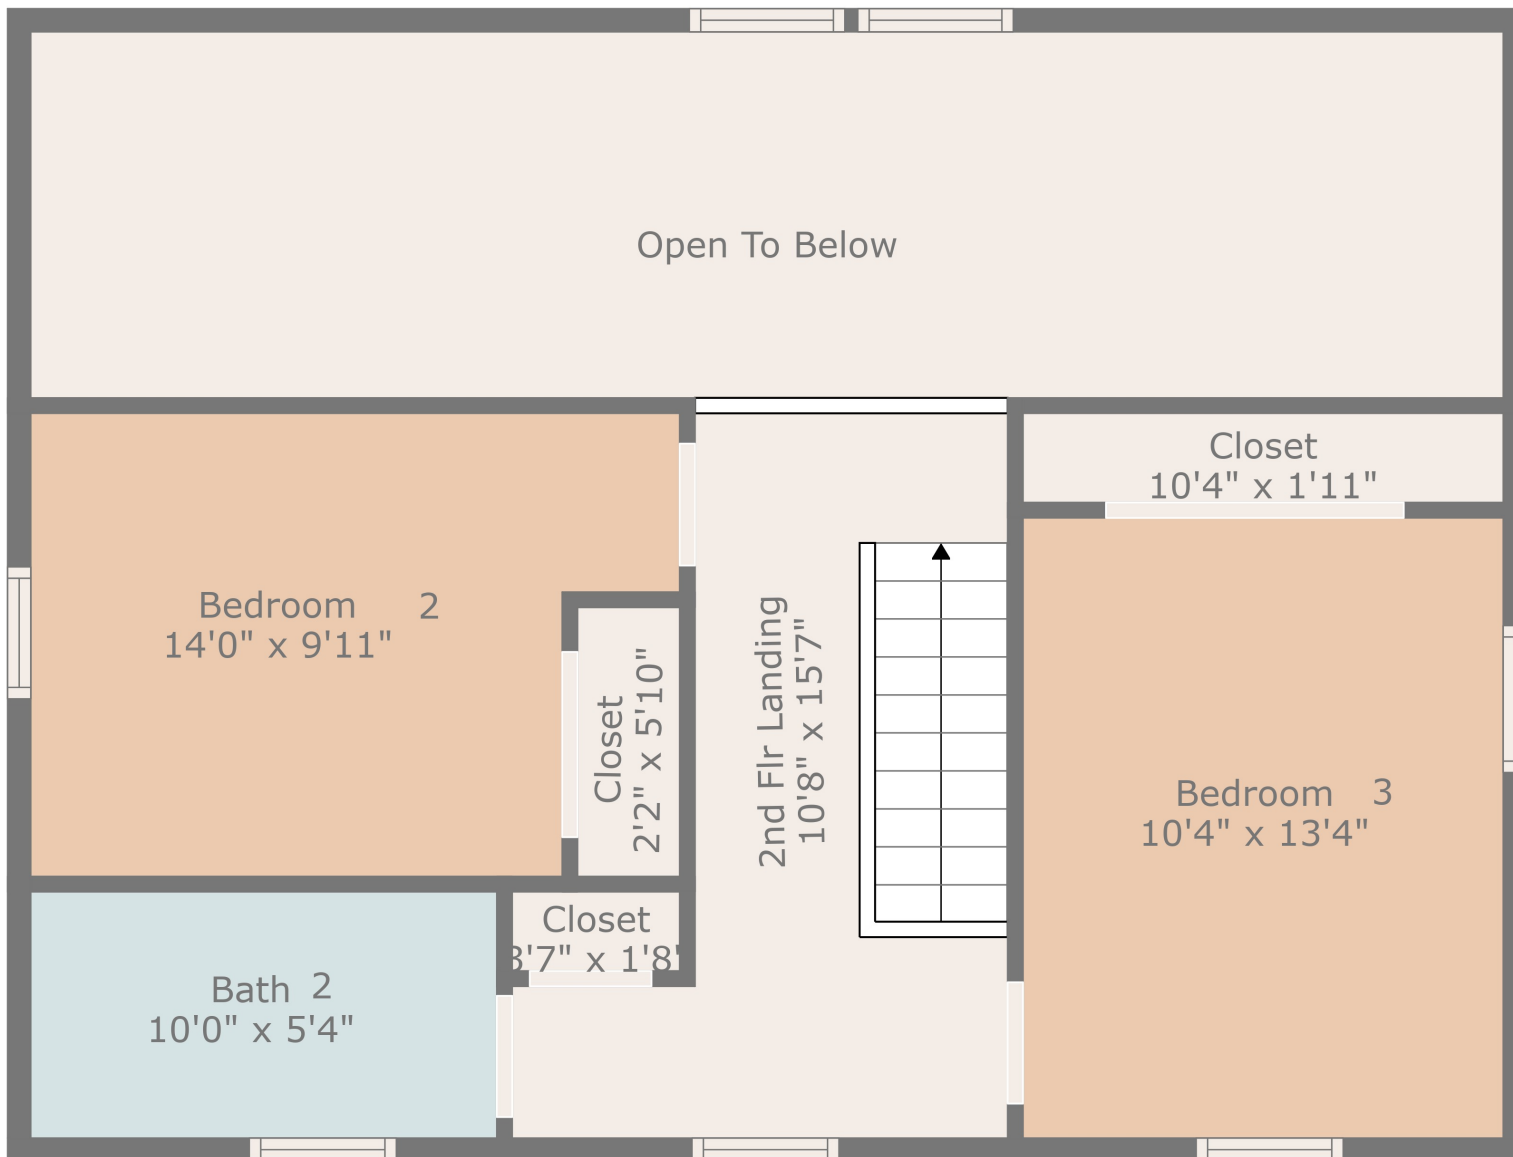 Open To Below
Closet
10'4" x 1'11"
Bedroom 2
14'0" x 9'11"
Closet
2'2" x 5'10"
2nd Flr Landing
10'8" x 15'7"
Bedroom 3
10'4" x 13'4"
Closet
3'7" x 1'8"
Bath 2
10'0" x 5'4"